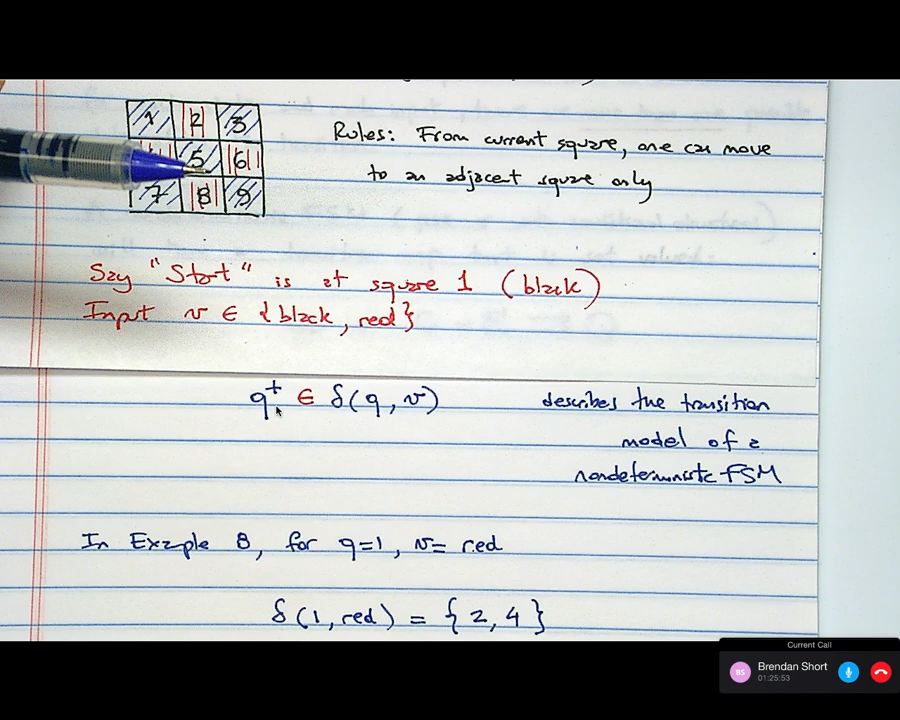 1 2 3
5 6
7 8 9
Rules: From current square, one can move
to an adjacent square only
Say "Start" is at square 1 (black)
Input v ∈ {black, red}
q⁺ ∈ δ(q, v) describes the transition
model of a
nondeterministic FSM
In Example 8, for q=1, v= red
δ(1, red) = {2, 4}
Current Call
BS
Brendan Short
01:25:53